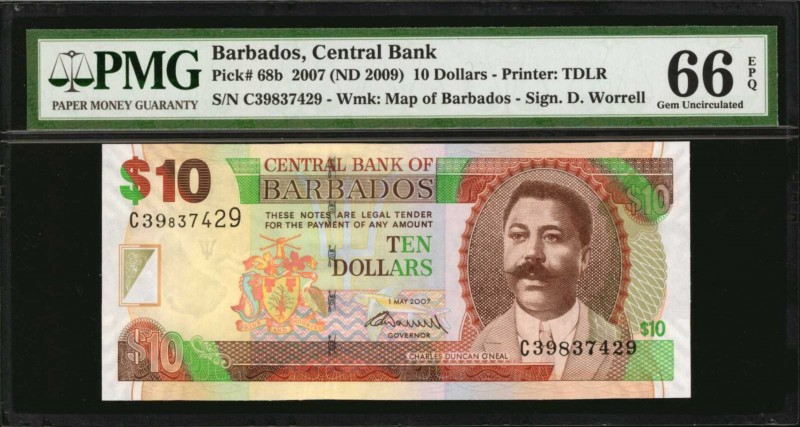 PMG
PAPER MONEY GUARANTY
Barbados, Central Bank
Pick# 68b 2007 (ND 2009) 10 Dollars - Printer: TDLR
S/N C39837429 - Wmk: Map of Barbados - Sign. D. Worrell
66 EPQ
Gem Uncirculated
$10
CENTRAL BANK OF
BARBADOS
$10
C39837429
THESE NOTES ARE LEGAL TENDER
FOR THE PAYMENT OF ANY AMOUNT
TEN
DOLLARS
1 MAY 2007
GOVERNOR
$10
$10
C39837429
CHARLES DUNCAN O'NEAL